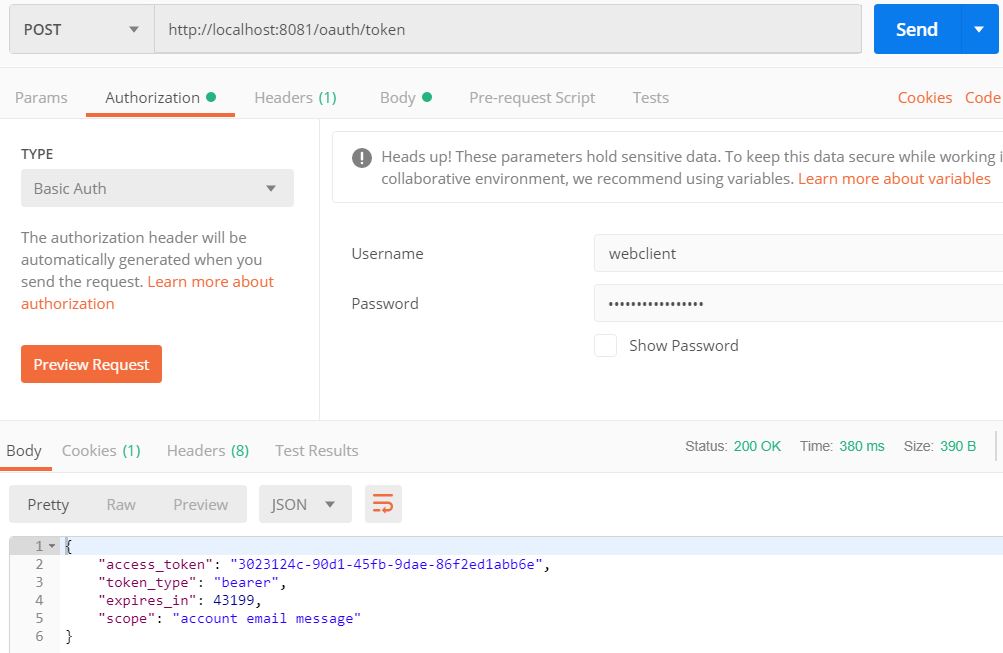 POST http://localhost:8081/oauth/token Send
Params Authorization Headers (1) Body Pre-request Script Tests Cookies Code
TYPE
Basic Auth
The authorization header will be
automatically generated when you
send the request. Learn more about
authorization
Preview Request
Heads up! These parameters hold sensitive data. To keep this data secure while working i
collaborative environment, we recommend using variables. Learn more about variables
Username webclient
Password •••••••••••••••••
Show Password
Body Cookies (1) Headers (8) Test Results Status: 200 OK Time: 380 ms Size: 390 B
Pretty Raw Preview JSON
1 {
2 "access_token": "3023124c-90d1-45fb-9dae-86f2ed1abb6e",
3 "token_type": "bearer",
4 "expires_in": 43199,
5 "scope": "account email message"
6 }